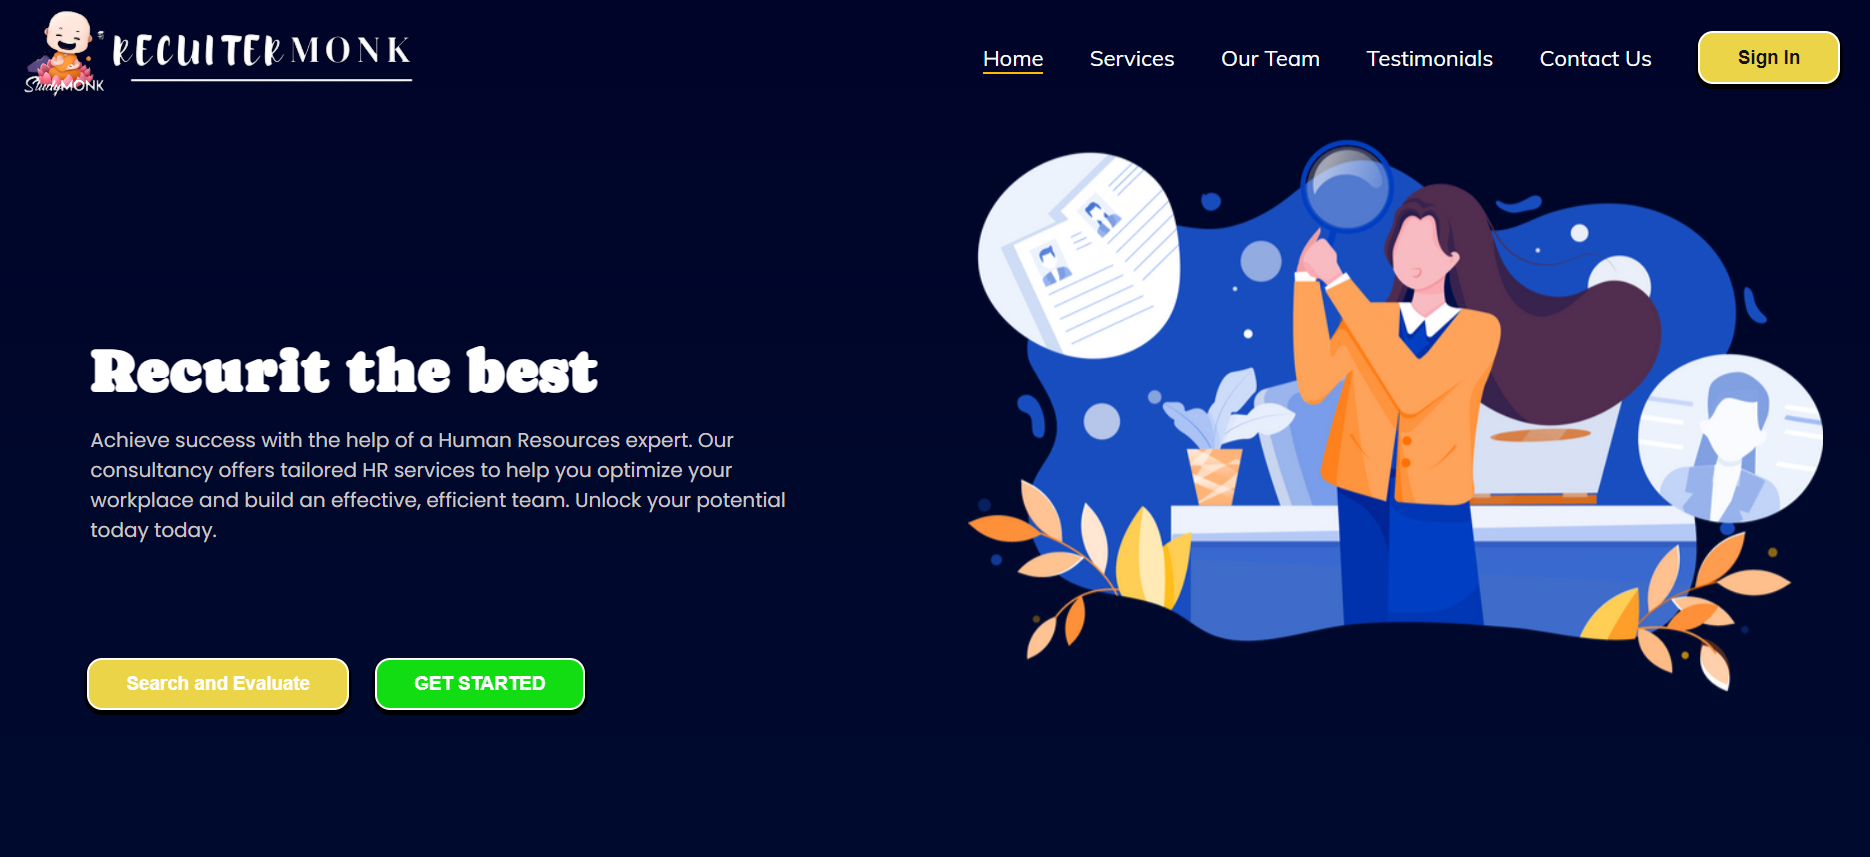 RECUITERMONK
StudyMONK
Home Services Our Team Testimonials Contact Us Sign In
Recurit the best
Achieve success with the help of a Human Resources expert. Our
consultancy offers tailored HR services to help you optimize your
workplace and build an effective, efficient team. Unlock your potential
today today.
Search and Evaluate GET STARTED